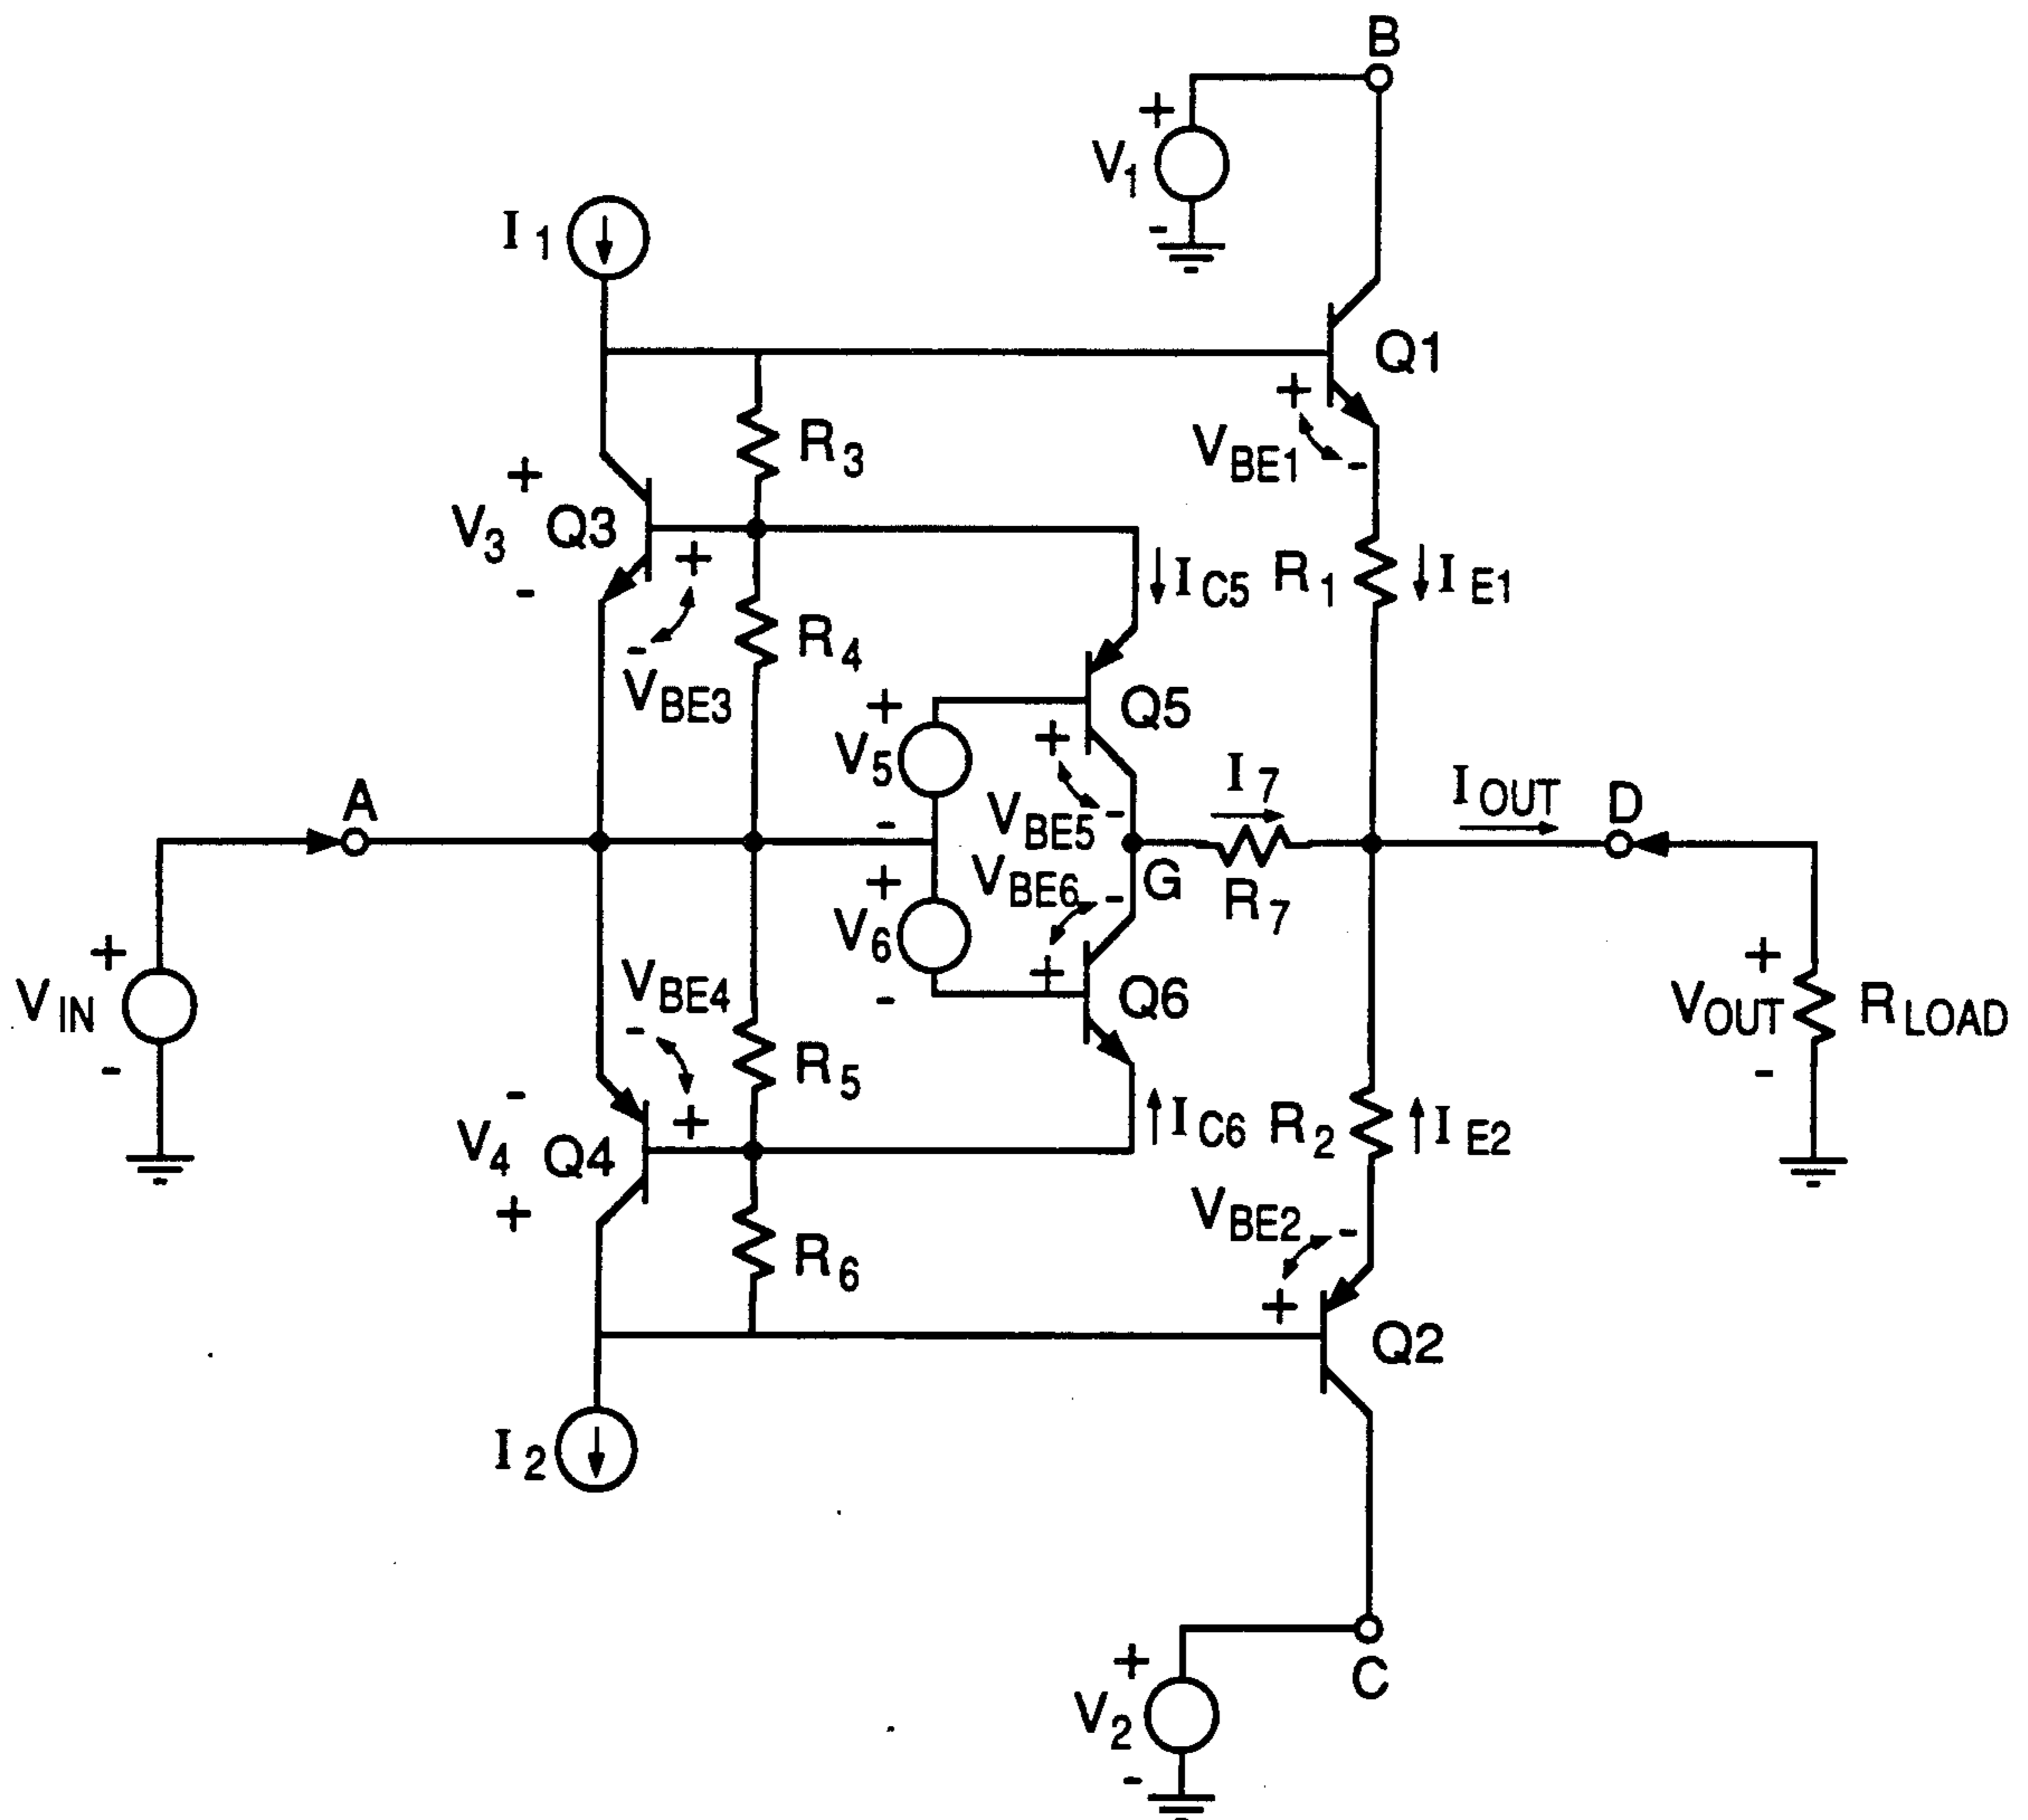 B
+
V1
-
I1
Q1
+
VBE1
-
R3
+
V3
-
Q3
+
-
VBE3
IC5
R1
IE1
R4
+
V5
-
Q5
+
VBE5
-
I7
IOUT
D
A
+
V6
-
VBE6
-
+
G
R7
Q6
+
VIN
-
VBE4
-
+
R5
+
VOUT
-
RLOAD
-
V4
+
Q4
IC6
R2
IE2
R6
VBE2
-
+
Q2
I2
C
+
V2
-